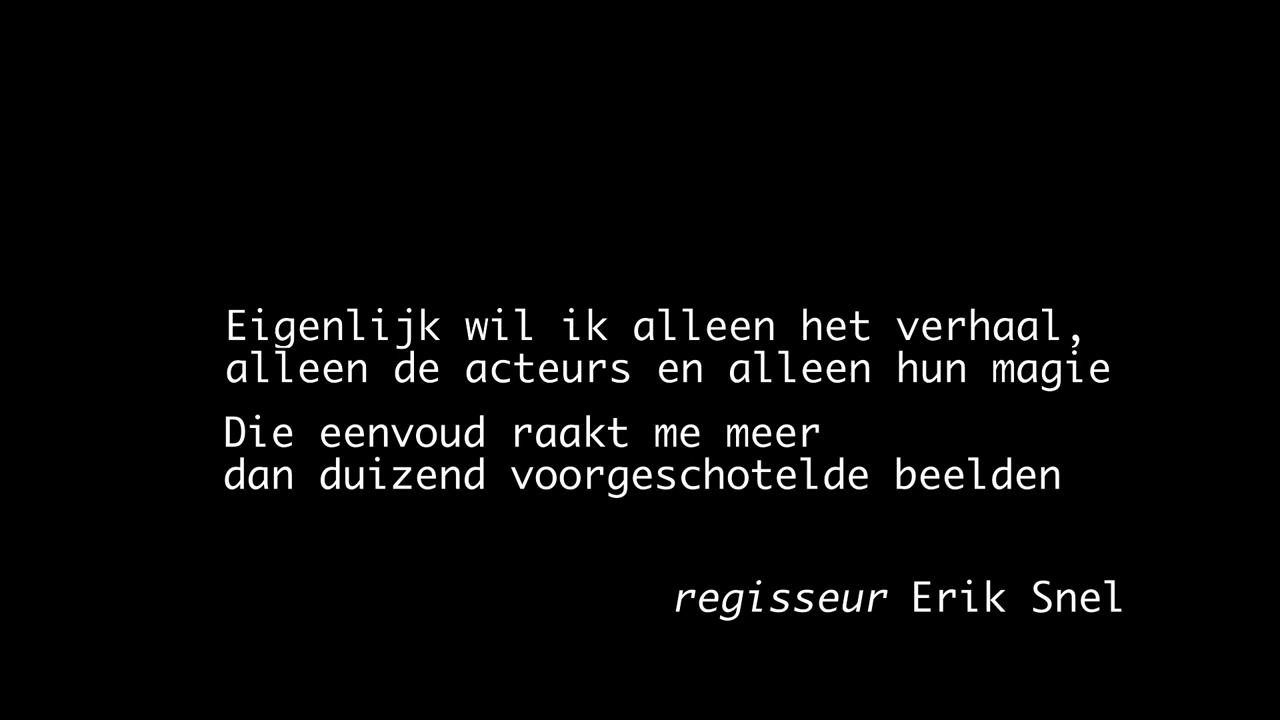 Eigenlijk wil ik alleen het verhaal,
alleen de acteurs en alleen hun magie
Die eenvoud raakt me meer
dan duizend voorgeschotelde beelden
regisseur Erik Snel